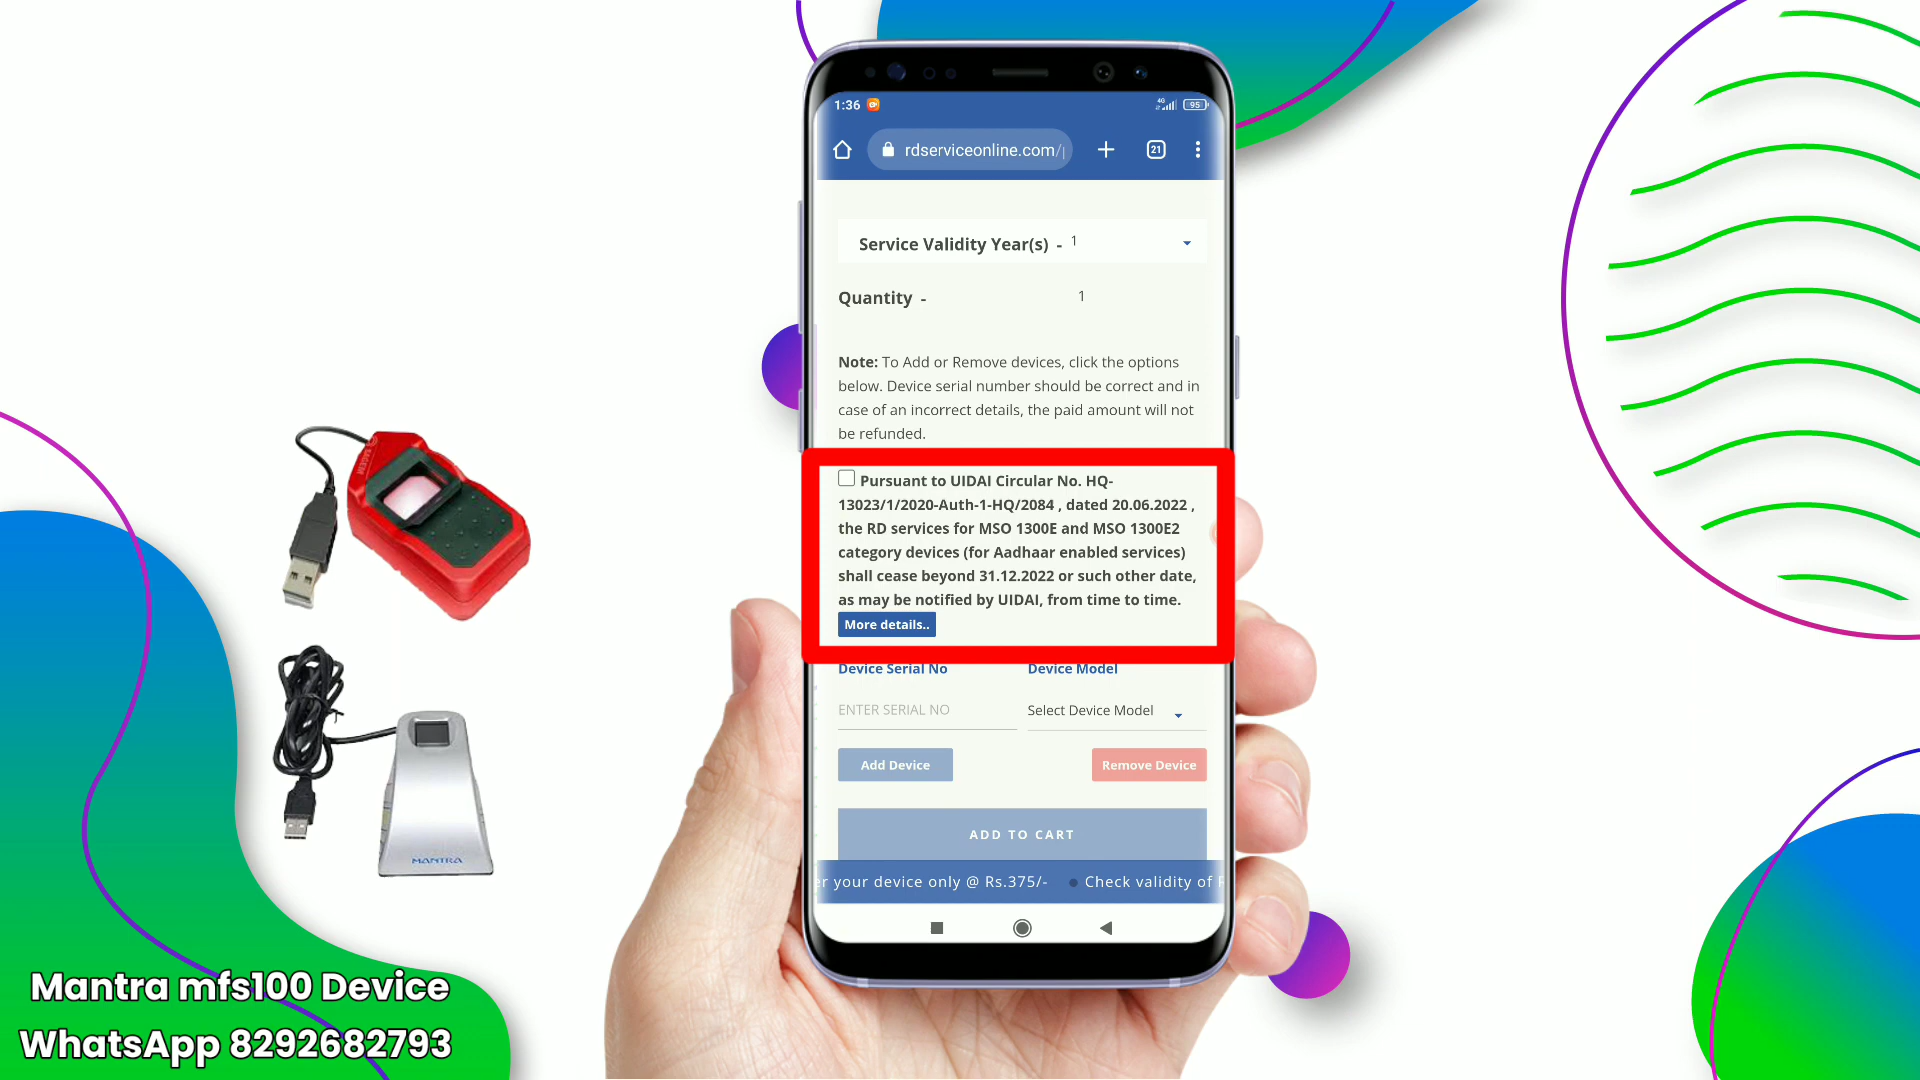 1:36
4G
95
rdserviceonline.com/
21
Service Validity Year(s) - 1
Quantity - 1
Note: To Add or Remove devices, click the options
below. Device serial number should be correct and in
case of an incorrect details, the paid amount will not
be refunded.
Pursuant to UIDAI Circular No. HQ-
13023/1/2020-Auth-1-HQ/2084 , dated 20.06.2022 ,
the RD services for MSO 1300E and MSO 1300E2
category devices (for Aadhaar enabled services)
shall cease beyond 31.12.2022 or such other date,
as may be notified by UIDAI, from time to time.
More details..
Device Serial No Device Model
ENTER SERIAL NO Select Device Model
Add Device Remove Device
ADD TO CART
er your device only @ Rs.375/- ● Check validity of
SAGEM
MANTRA
Mantra mfs100 Device
WhatsApp 8292682793